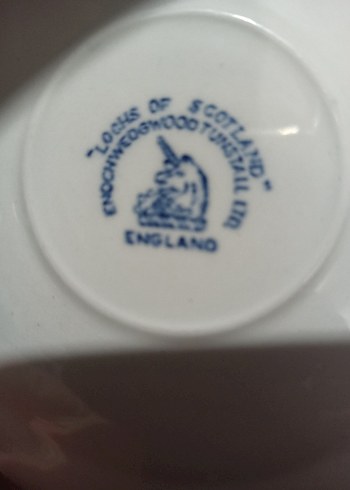 "LOCHS OF SCOTLAND"
ENOCH WEDGWOOD TUNSTALL LTD
ENGLAND